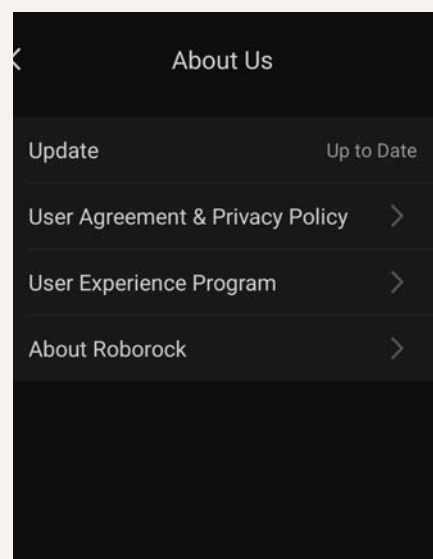 About Us
Update Up to Date
User Agreement & Privacy Policy
User Experience Program
About Roborock